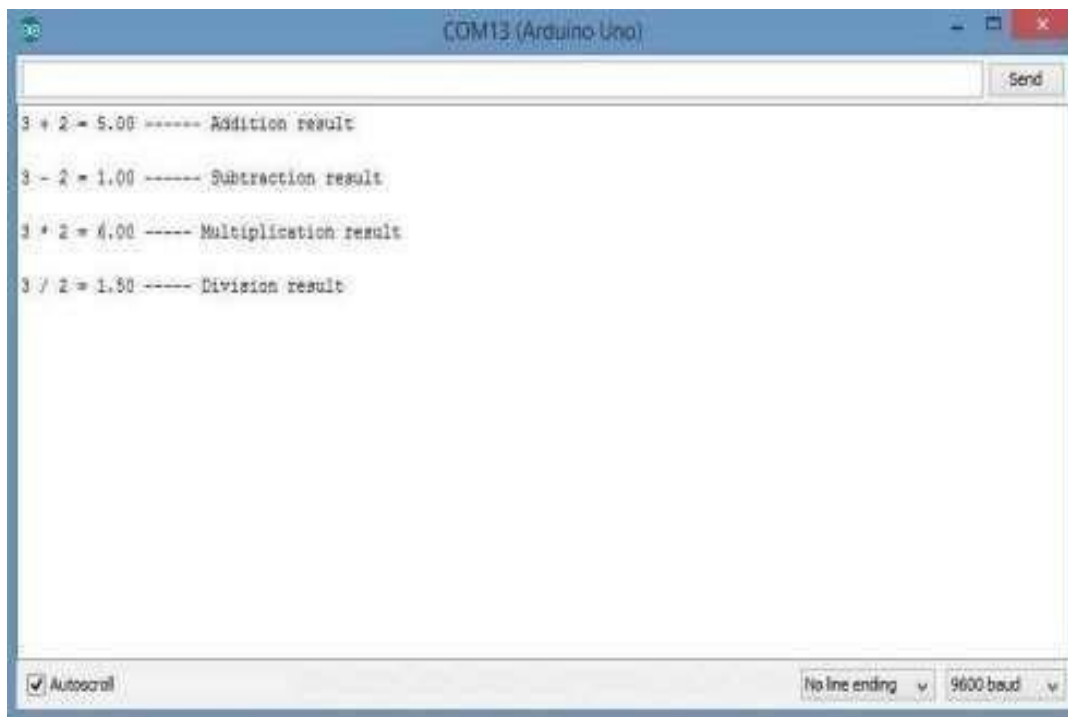 COM13 (Arduino Uno)
Send
3 + 2 = 5.00 ------ Addition result
3 - 2 = 1.00 ------ Subtraction result
3 * 2 = 6.00 ----- Multiplication result
3 / 2 = 1.50 ----- Division result
Autoscroll
No line ending
9600 baud